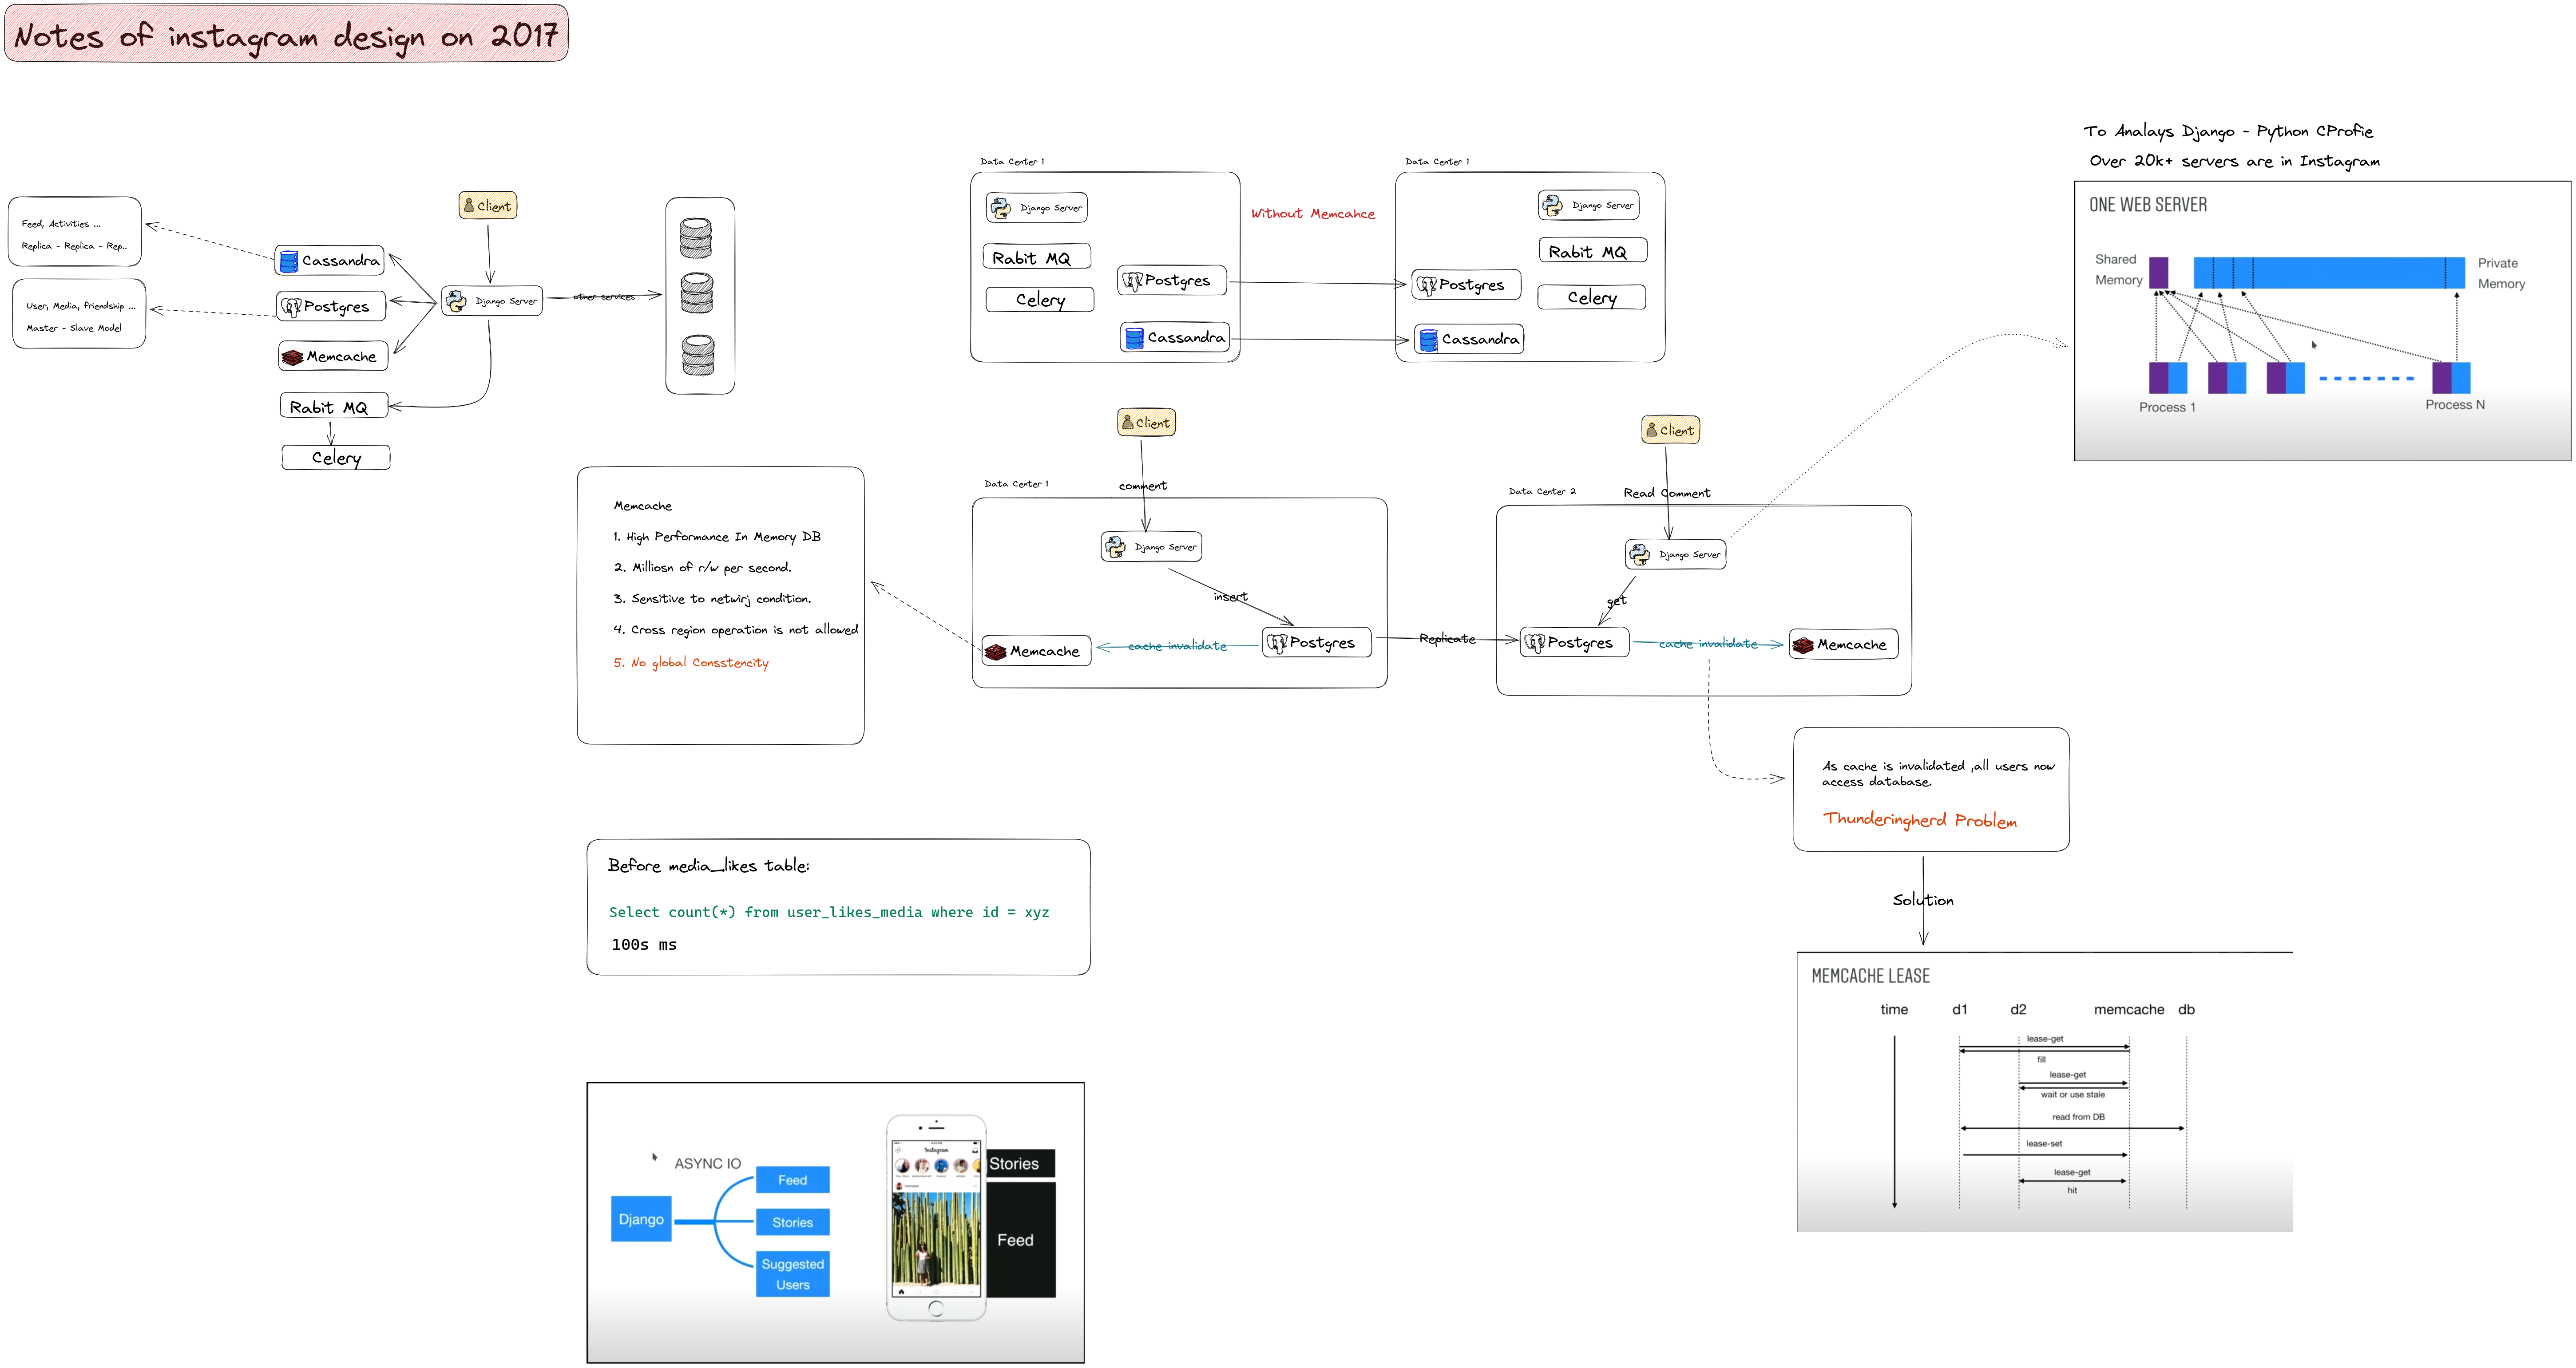 Notes of instagram design on 2017
Feed, Activities ...
Replica - Replica - Rep..
User, Media, friendship ...
Master - Slave Model
Client
Cassandra
Postgres
Memcache
Rabit MQ
Celery
Django Server
other services
Data Center 1
Django Server
Rabit MQ
Celery
Postgres
Cassandra
Without Memcahce
Data Center 1
Django Server
Rabit MQ
Celery
Postgres
Cassandra
To Analays Django - Python CProfie
Over 20k+ servers are in Instagram
ONE WEB SERVER
Shared
Memory
Private
Memory
Process 1
Process N
Memcache
1. High Performance In Memory DB
2. Milliosn of r/w per second.
3. Sensitive to netwirj condition.
4. Cross region operation is not allowed
5. No global Consstencity
Client
comment
Data Center 1
Django Server
insert
Memcache
cache invalidate
Postgres
Replicate
Client
Read Comment
Data Center 2
Django Server
get
Postgres
cache invalidate
Memcache
As cache is invalidated ,all users now
access database.
Thunderingherd Problem
Solution
MEMCACHE LEASE
time d1 d2 memcache db
lease-get
fill
lease-get
wait or use stale
read from DB
lease-set
lease-get
hit
Before media_likes table:
Select count(*) from user_likes_media where id = xyz
100s ms
ASYNC IO
Django
Feed
Stories
Suggested
Users
Instagram
Stories
Feed